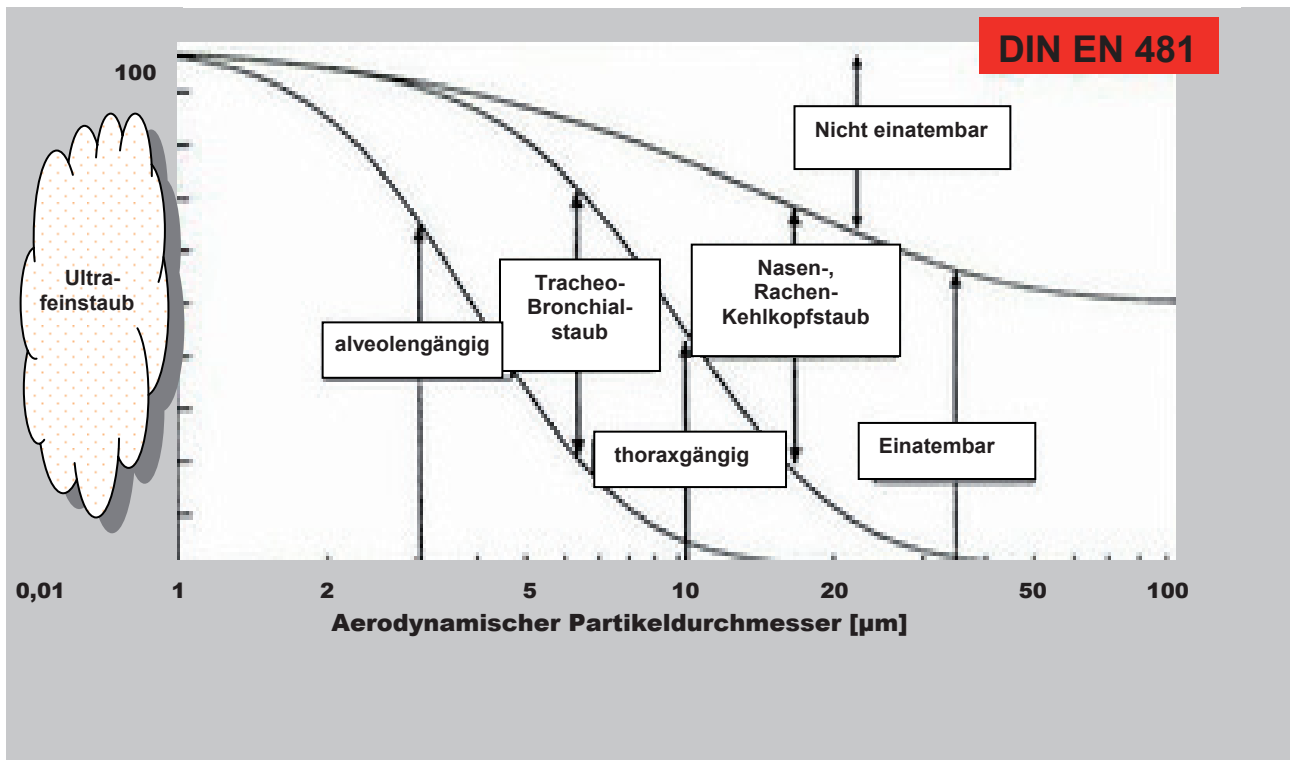 DIN EN 481
100
Nicht einatembar
Ultra-
feinstaub
Tracheo-
Bronchial-
staub
Nasen-,
Rachen-
Kehlkopfstaub
alveolengängig
thoraxgängig
Einatembar
0,01 1 2 5 10 20 50 100
Aerodynamischer Partikeldurchmesser [µm]